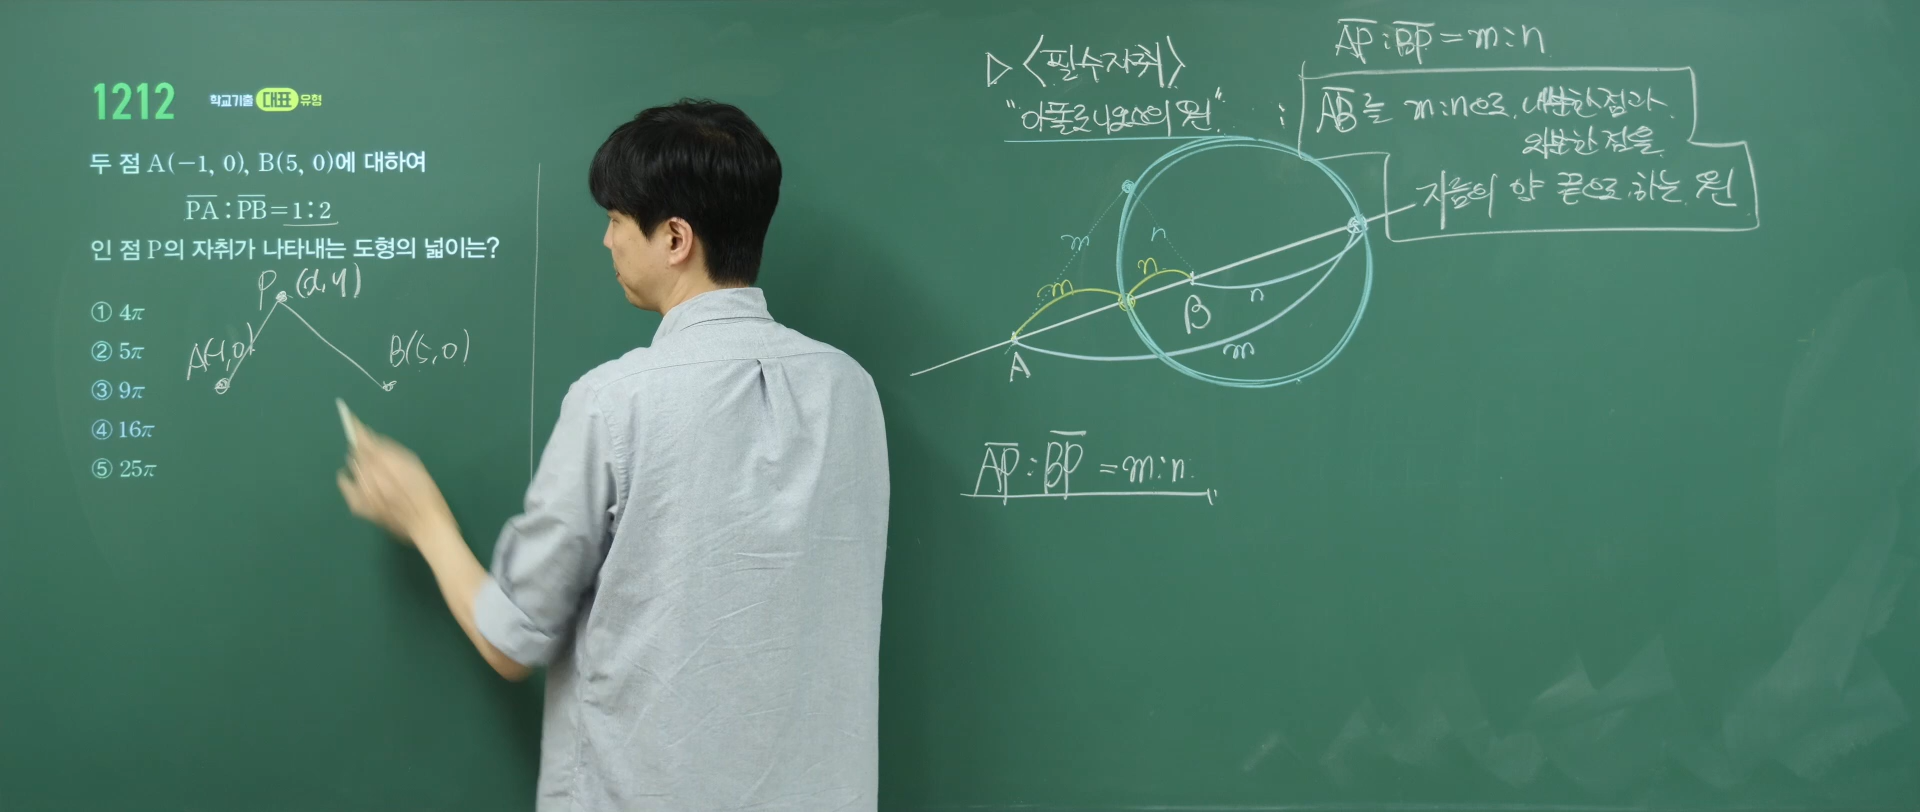 1212 학교기출 대표 유형
두 점 A(−1, 0), B(5, 0)에 대하여
PA : PB=1 : 2
인 점 P의 자취가 나타내는 도형의 넓이는?
① 4π
② 5π
③ 9π
④ 16π
⑤ 25π
P (x, y)
A(-1,0)
B(5,0)
▷〈필수자취〉
"아폴로니우스의 원" :
AP : BP = m : n
AB를 m:n으로 내분한 점과
외분한 점을
지름의 양 끝으로 하는 원
m
n
m
n
A
B
n
m
AP : BP = m : n